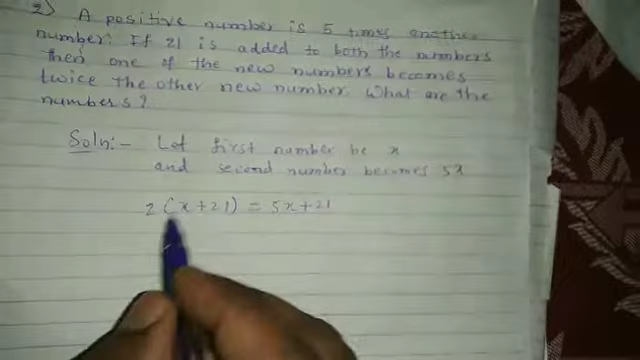 2) A positive number is 5 times another
number. If 21 is added to both the numbers
then one of the new numbers becomes
twice the other new number. What are the
numbers?
Soln:- Let first number be x
and second number becomes 5x
2(x+21) = 5x+21